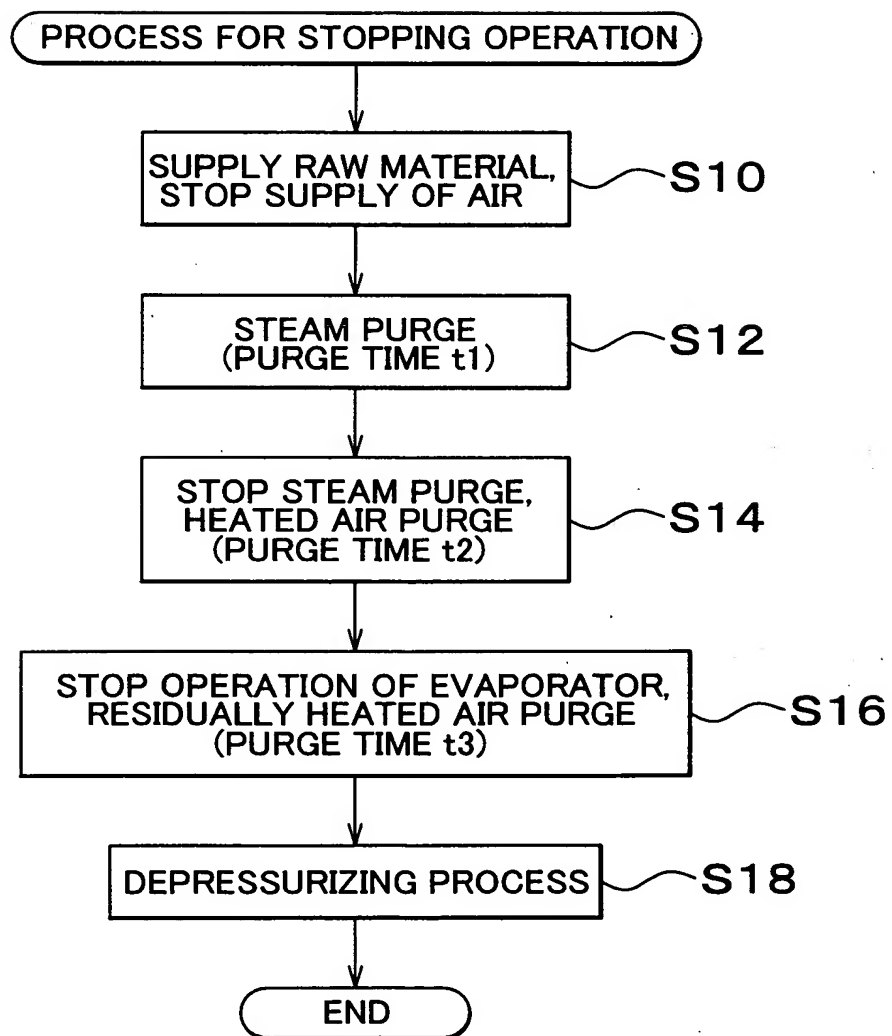 PROCESS FOR STOPPING OPERATION
SUPPLY RAW MATERIAL,
STOP SUPPLY OF AIR
S10
STEAM PURGE
(PURGE TIME t1)
S12
STOP STEAM PURGE,
HEATED AIR PURGE
(PURGE TIME t2)
S14
STOP OPERATION OF EVAPORATOR,
RESIDUALLY HEATED AIR PURGE
(PURGE TIME t3)
S16
DEPRESSURIZING PROCESS
S18
END